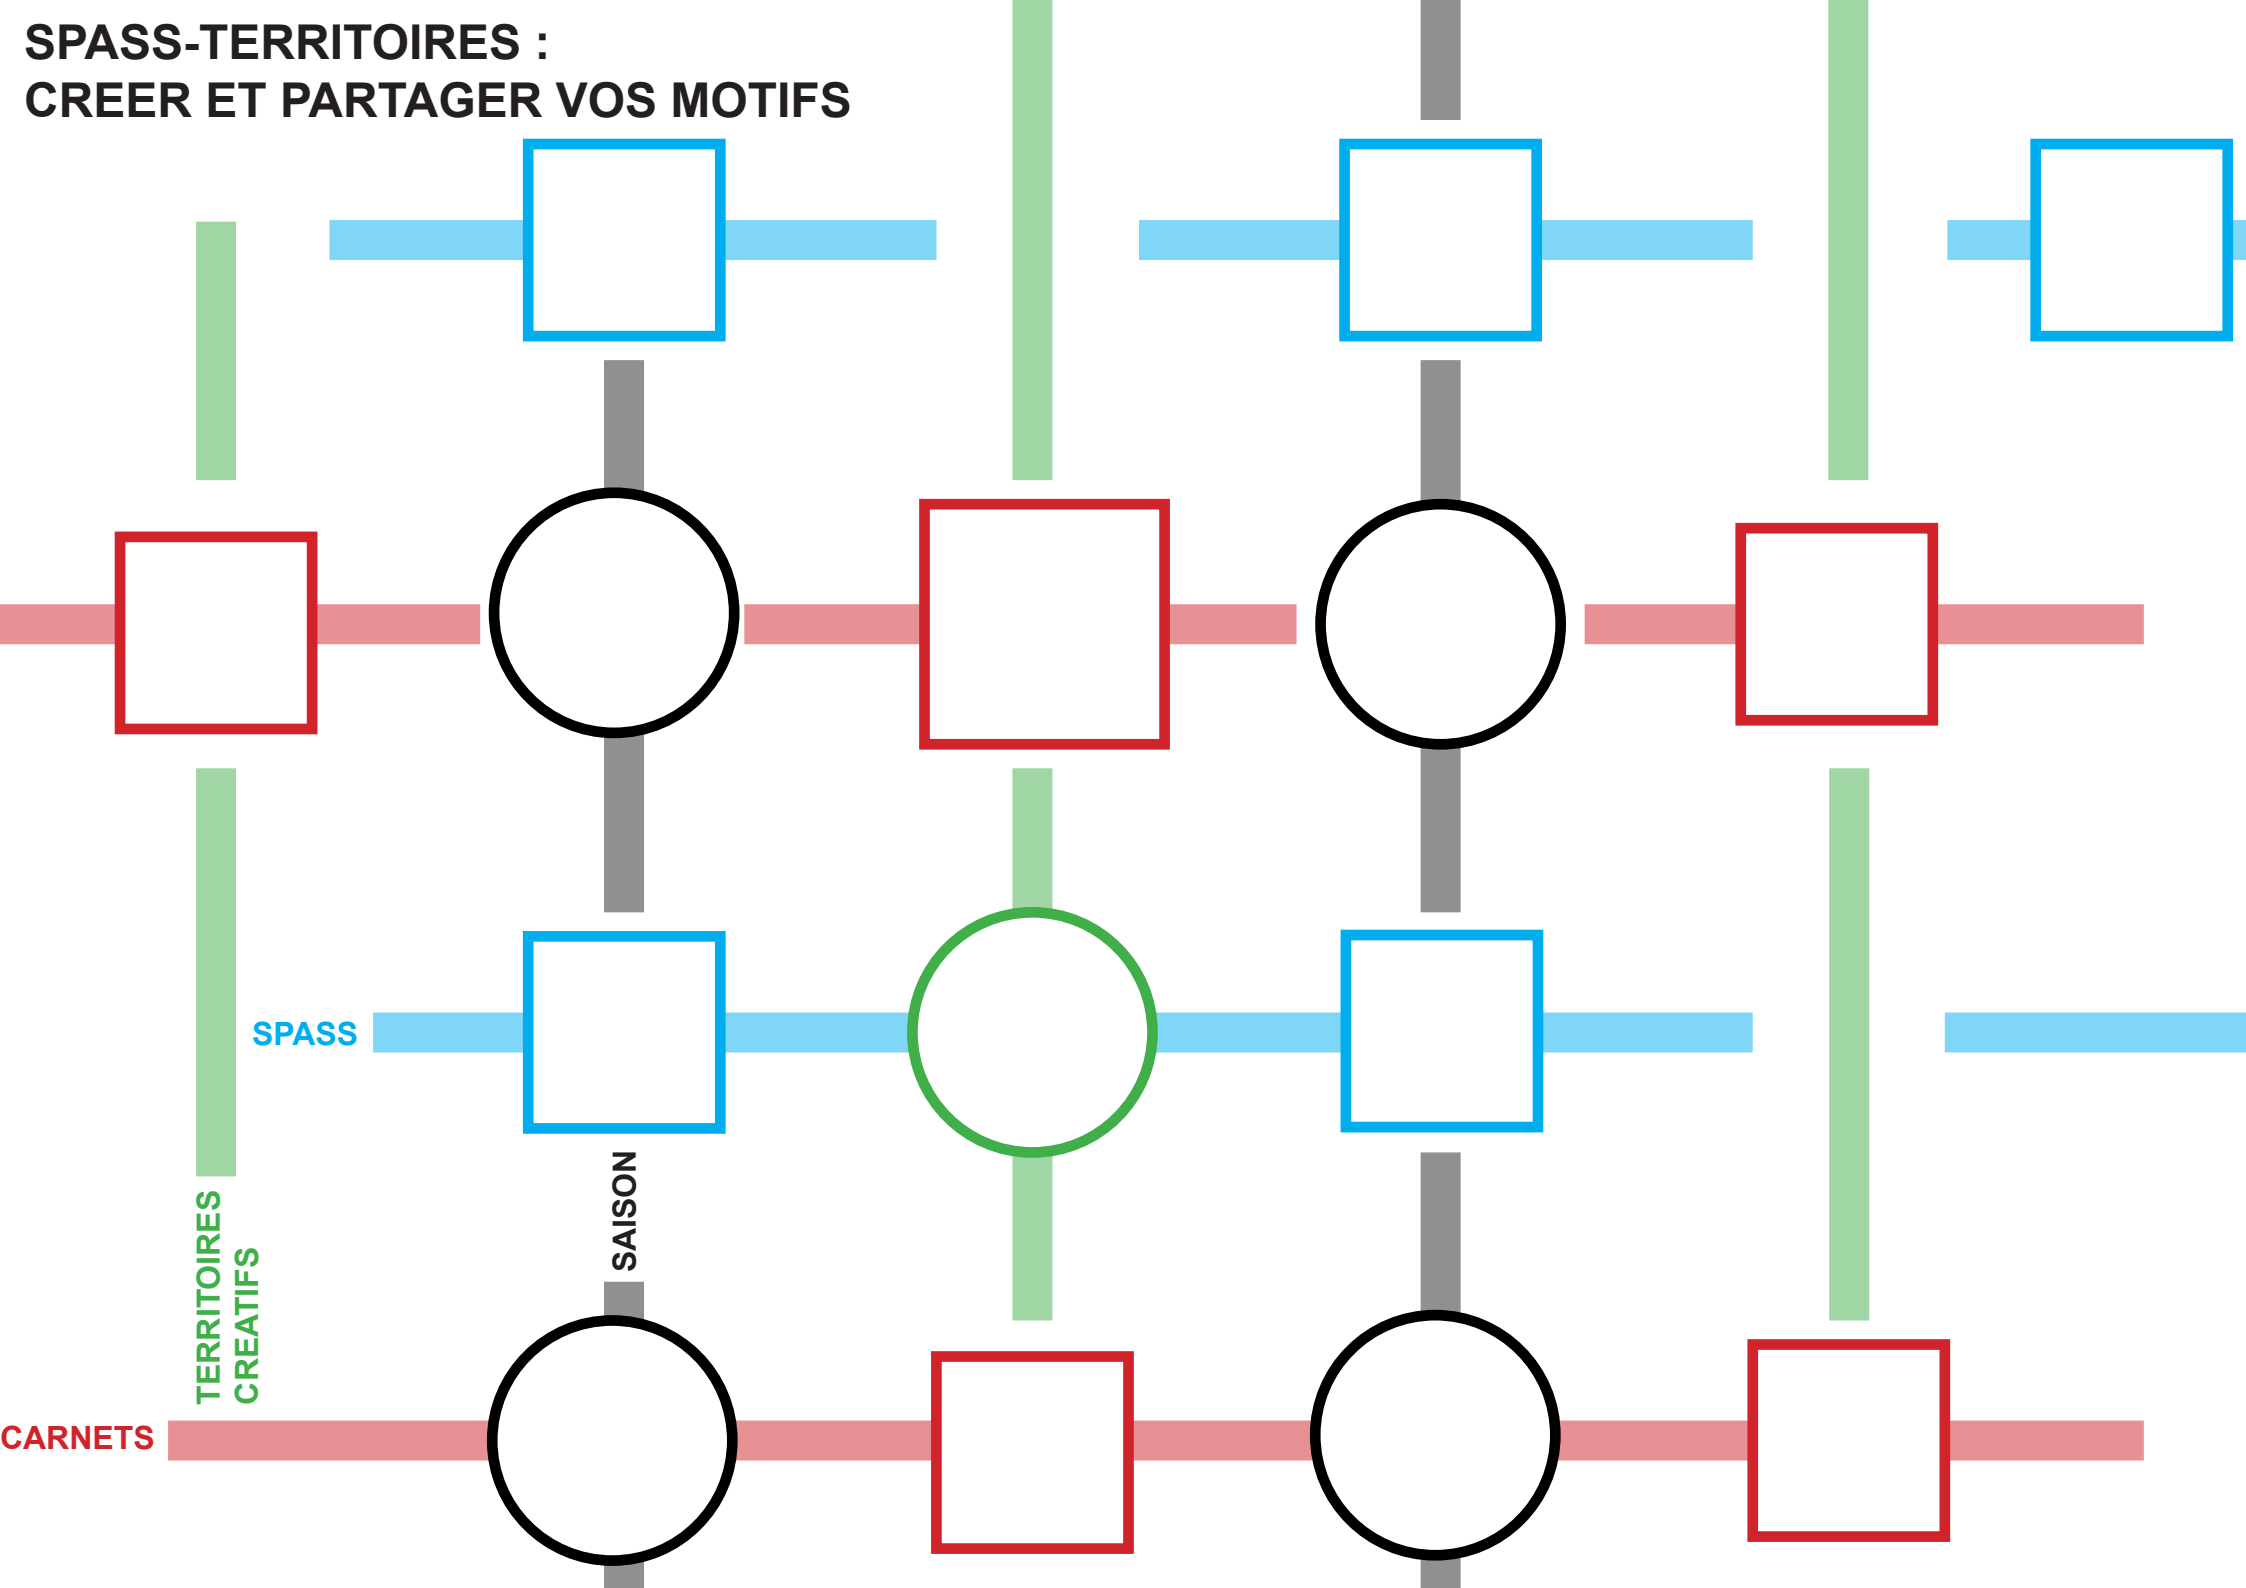 SPASS-TERRITOIRES :
CREER ET PARTAGER VOS MOTIFS
SPASS
SAISON
TERRITOIRES
CREATIFS
CARNETS